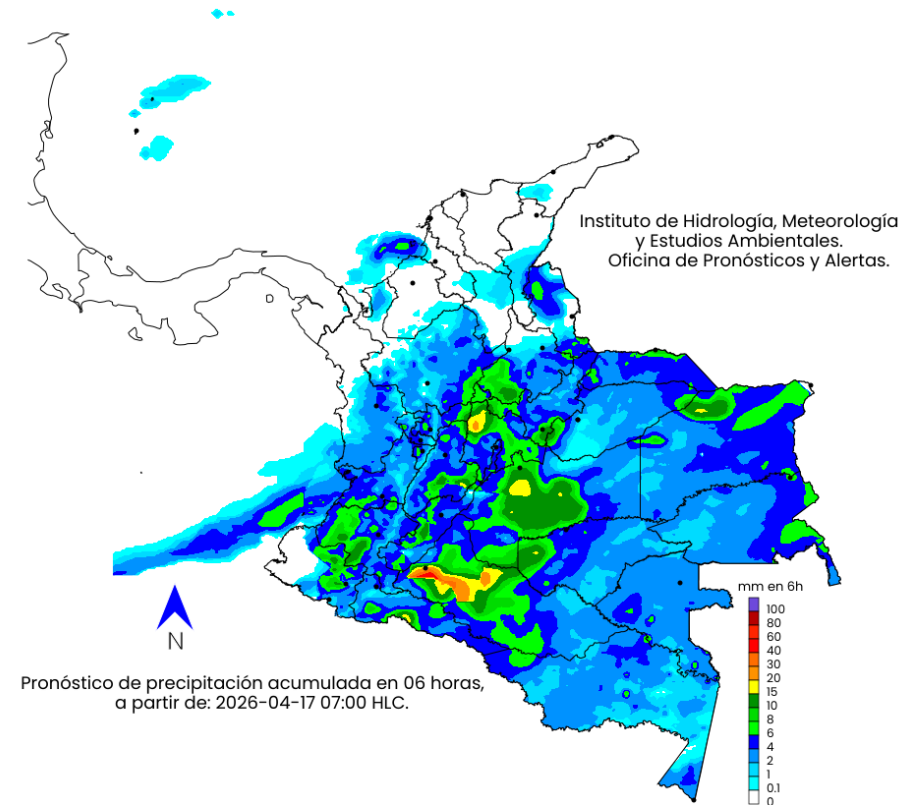 Instituto de Hidrología, Meteorología
y Estudios Ambientales.
Oficina de Pronósticos y Alertas.
mm en 6h
100
80
60
40
30
20
15
10
8
6
4
2
1
0.1
0
N
Pronóstico de precipitación acumulada en 06 horas,
a partir de: 2026-04-17 07:00 HLC.